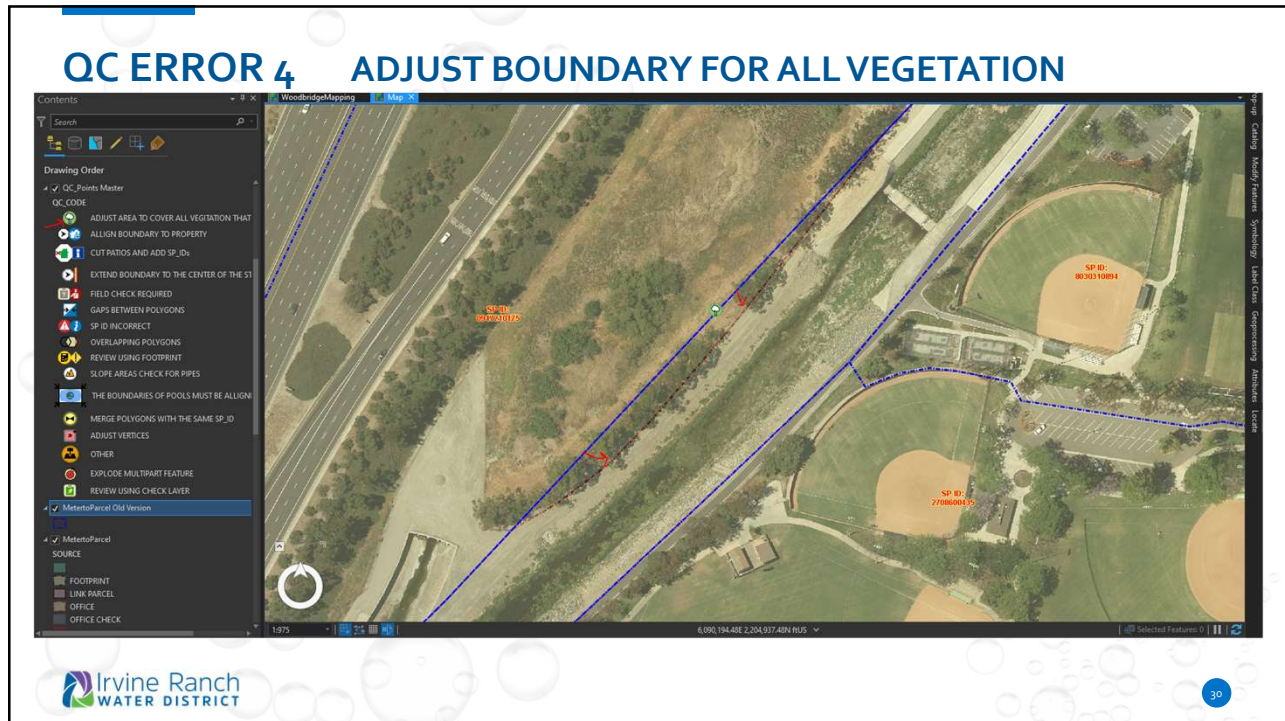 QC ERROR 4 ADJUST BOUNDARY FOR ALL VEGETATION
Contents
WoodbridgeMapping
Map
Search
Drawing Order
QC_Points Master
QC_CODE
ADJUST AREA TO COVER ALL VEGITATION THAT
ALLIGN BOUNDARY TO PROPERTY
CUT PATIOS AND ADD SP_IDs
EXTEND BOUNDARY TO THE CENTER OF THE ST
FIELD CHECK REQUIRED
GAPS BETWEEN POLYGONS
SP ID INCORRECT
OVERLAPPING POLYGONS
REVIEW USING FOOTPRINT
SLOPE AREAS CHECK FOR PIPES
THE BOUNDARIES OF POOLS MUST BE ALLIGN
MERGE POLYGONS WITH THE SAME SP_ID
ADJUST VERTICES
OTHER
EXPLODE MULTIPART FEATURE
REVIEW USING CHECK LAYER
MetertoParcel Old Version
MetertoParcel
SOURCE
FOOTPRINT
LINK PARCEL
OFFICE
OFFICE CHECK
SP ID:
SP ID:
8030310894
SP ID:
2708600435
op-up
Catalog
Modify Features
Symbology
Label Class
Geoprocessing
Attributes
Locate
1:975
6,090,194.48E 2,204,937.48N ftUS
Selected Features: 0
Irvine Ranch
WATER DISTRICT
30